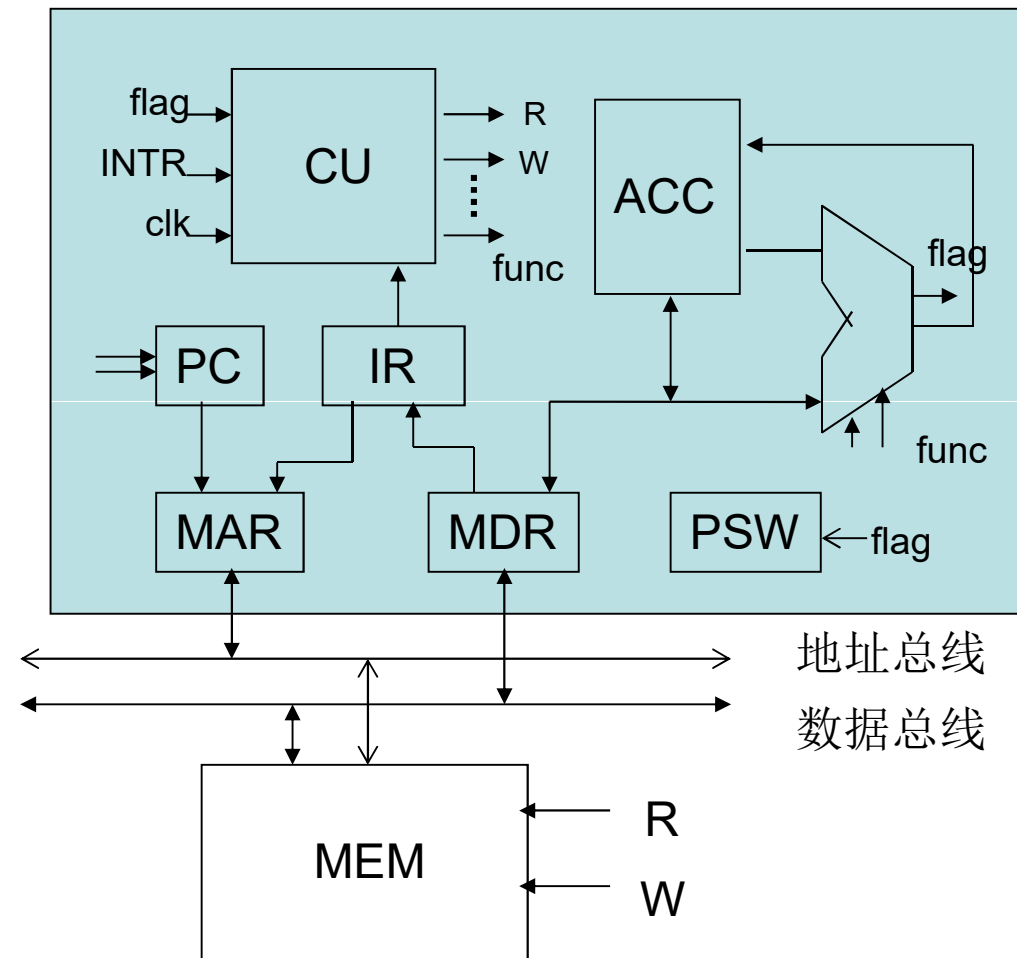 flag
INTR
clk
CU
R
W
func
ACC
flag
func
PC
IR
MAR
MDR
PSW
flag
地址总线
数据总线
MEM
R
W